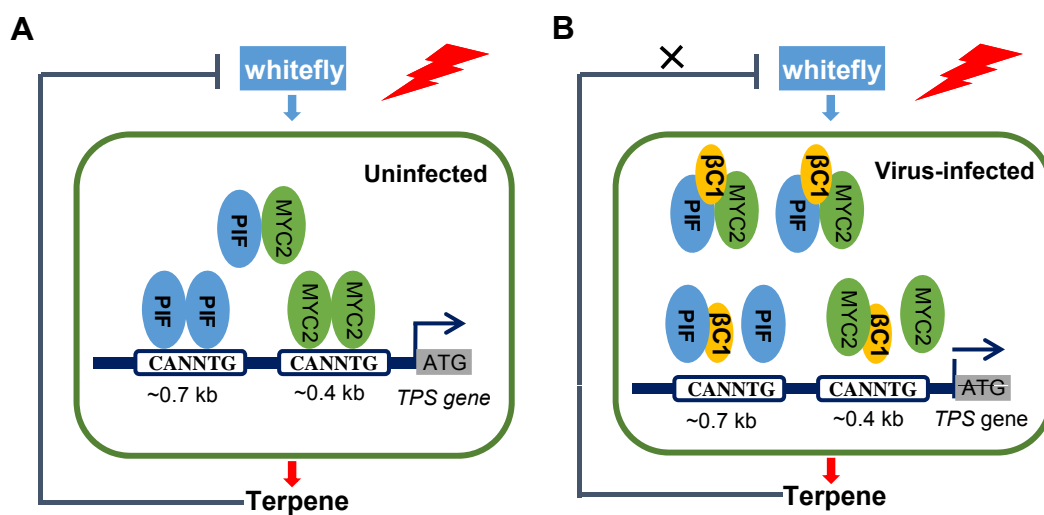 A
whitefly
Uninfected
PIF
MYC2
PIF
PIF
MYC2
MYC2
CANNTG
CANNTG
ATG
~0.7 kb
~0.4 kb
TPS gene
Terpene
B
whitefly
Virus-infected
βC1
PIF
MYC2
βC1
PIF
MYC2
PIF
βC1
PIF
MYC2
βC1
MYC2
CANNTG
CANNTG
ATG
~0.7 kb
~0.4 kb
TPS gene
Terpene